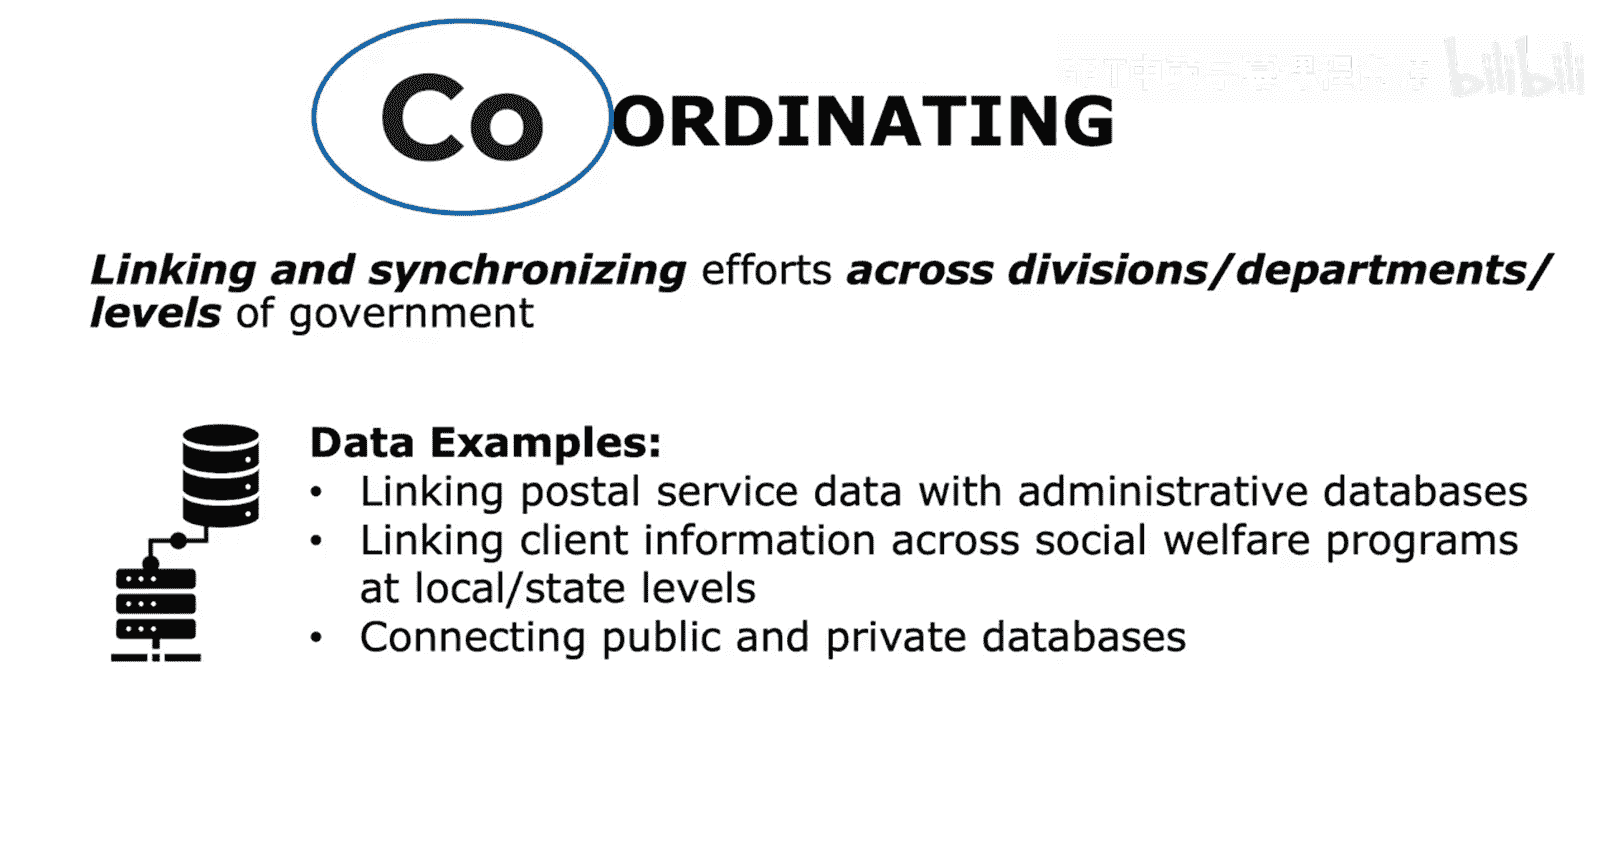 CoORDINATING
bilibili
Linking and synchronizing efforts across divisions/departments/
levels of government
Data Examples:
• Linking postal service data with administrative databases
• Linking client information across social welfare programs
at local/state levels
• Connecting public and private databases